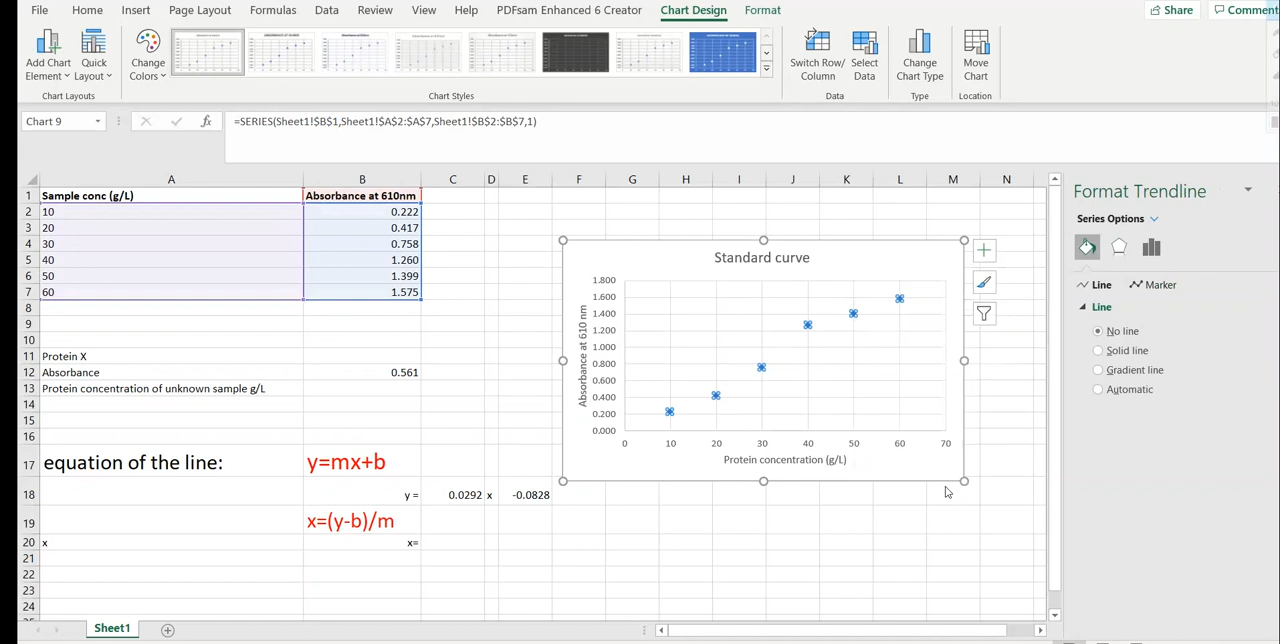 File Home Insert Page Layout Formulas Data Review View Help PDFsam Enhanced 6 Creator Chart Design Format Share Comment
Add Chart Element Quick Layout Change Colors Switch Row/ Column Select Data Change Chart Type Move Chart
Chart Layouts Chart Styles Data Type Location
Chart 9 fx =SERIES(Sheet1!$B$1,Sheet1!$A$2:$A$7,Sheet1!$B$2:$B$7,1)
A B C D E F G H I J K L M N
1 Sample conc (g/L) Absorbance at 610nm
2 10 0.222
3 20 0.417
4 30 0.758
5 40 1.260
6 50 1.399
7 60 1.575
8
9
10
11 Protein X
12 Absorbance 0.561
13 Protein concentration of unknown sample g/L
14
15
16
17 equation of the line: y=mx+b
18 y = 0.0292 x -0.0828
19 x=(y-b)/m
20 x x=
21
22
23
24
Standard curve
Absorbance at 610 nm
1.800
1.600
1.400
1.200
1.000
0.800
0.600
0.400
0.200
0.000
0 10 20 30 40 50 60 70
Protein concentration (g/L)
Format Trendline
Series Options
Line Marker
Line
No line
Solid line
Gradient line
Automatic
Sheet1